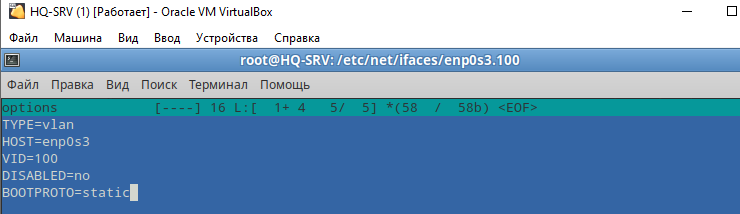 HQ-SRV (1) [Работает] - Oracle VM VirtualBox
Файл Машина Вид Ввод Устройства Справка
root@HQ-SRV: /etc/net/ifaces/enp0s3.100
Файл Правка Вид Поиск Терминал Помощь
options [----] 16 L:[ 1+ 4 5/ 5] *(58 / 58b) <EOF>
TYPE=vlan
HOST=enp0s3
VID=100
DISABLED=no
BOOTPROTO=static